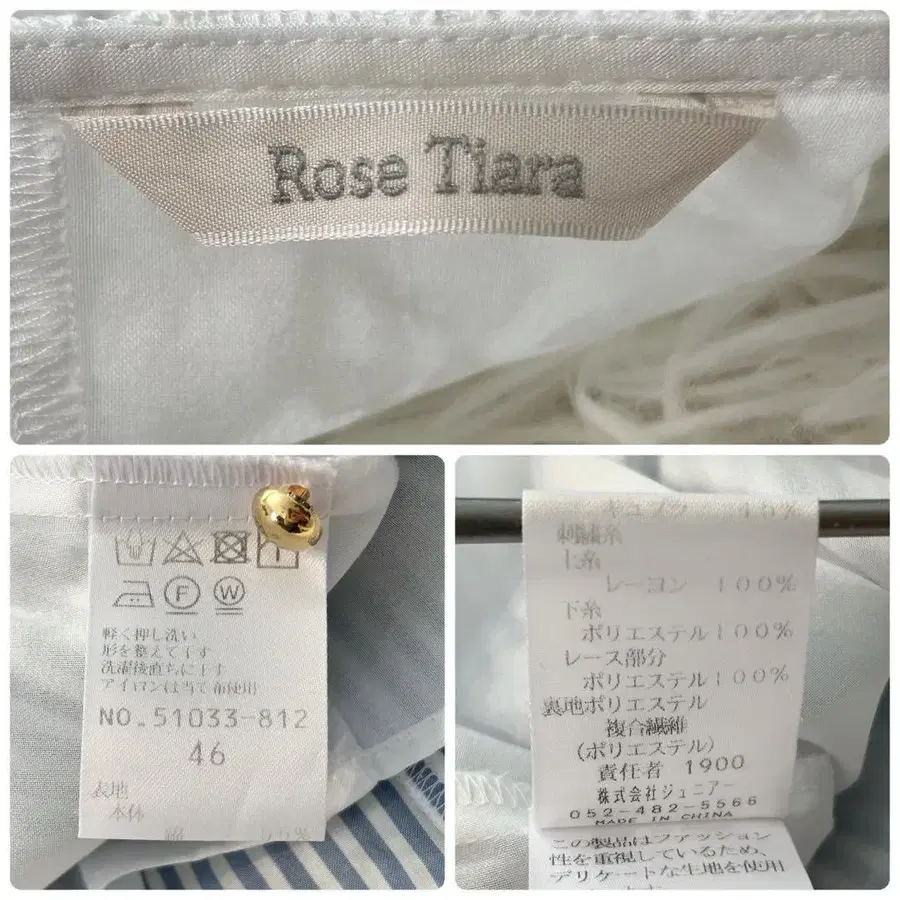 Rose Tiara
F W
軽く押し洗い
形を整えて干す
洗濯後直ちに干す
アイロンは当て布使用
NO.51033-812
46
表地
本体
綿
キュプラ 46%
刺繍糸
上糸
レーヨン 100%
下糸
ポリエステル100%
レース部分
ポリエステル100%
裏地ポリエステル
複合繊維
(ポリエステル)
責任者 1900
株式会社ジュニアー
052-482-5566
MADE IN CHINA
この製品はファッション
性を重視しているため、
デリケートな生地を使用